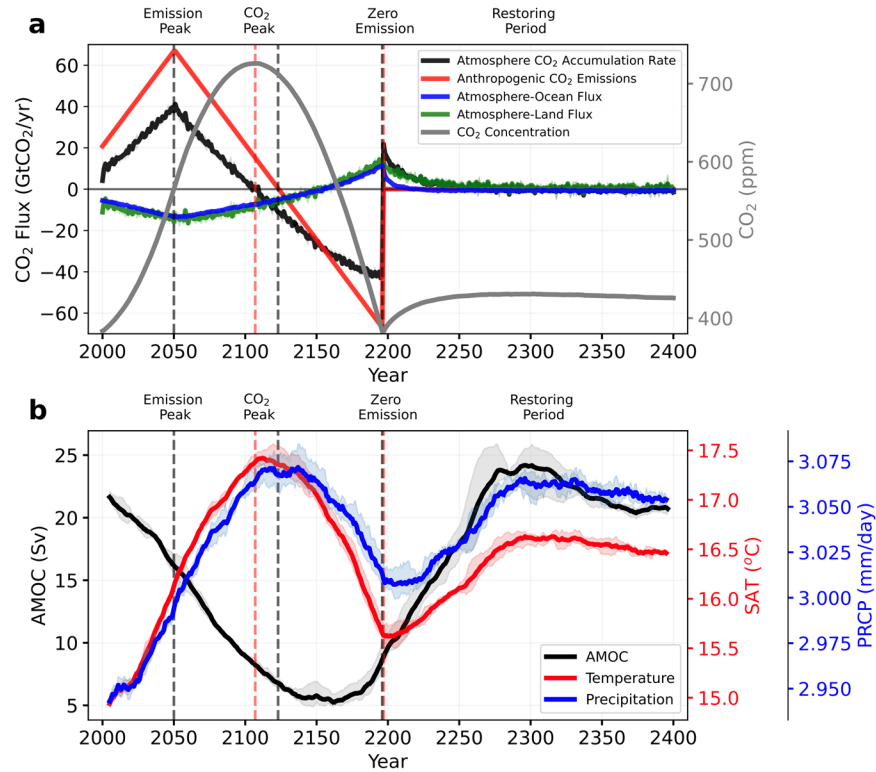 Emission
Peak
CO₂
Peak
Zero
Emission
Restoring
Period
a
60
40
20
0
−20
−40
−60
CO₂ Flux (GtCO₂/yr)
Atmosphere CO₂ Accumulation Rate
Anthropogenic CO₂ Emissions
Atmosphere-Ocean Flux
Atmosphere-Land Flux
CO₂ Concentration
700
600
500
400
CO₂ (ppm)
2000 2050 2100 2150 2200 2250 2300 2350 2400
Year
Emission
Peak
CO₂
Peak
Zero
Emission
Restoring
Period
b
25
20
15
10
5
AMOC (Sv)
AMOC
Temperature
Precipitation
17.5
17.0
16.5
16.0
15.5
15.0
SAT (°C)
3.075
3.050
3.025
3.000
2.975
2.950
PRCP (mm/day)
2000 2050 2100 2150 2200 2250 2300 2350 2400
Year